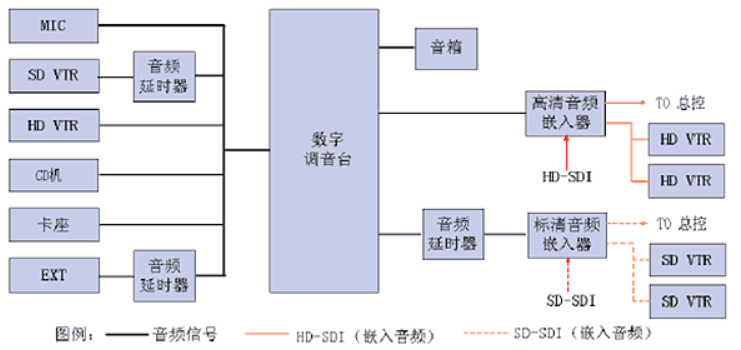 MIC
SD VTR
音频
延时器
HD VTR
CD机
卡座
EXT
音频
延时器
数字
调音台
音箱
高清音频
嵌入器
TO 总控
HD VTR
HD VTR
HD-SDI
音频
延时器
标清音频
嵌入器
TO 总控
SD VTR
SD VTR
SD-SDI
图例: 音频信号 HD-SDI (嵌入音频) SD-SDI (嵌入音频)